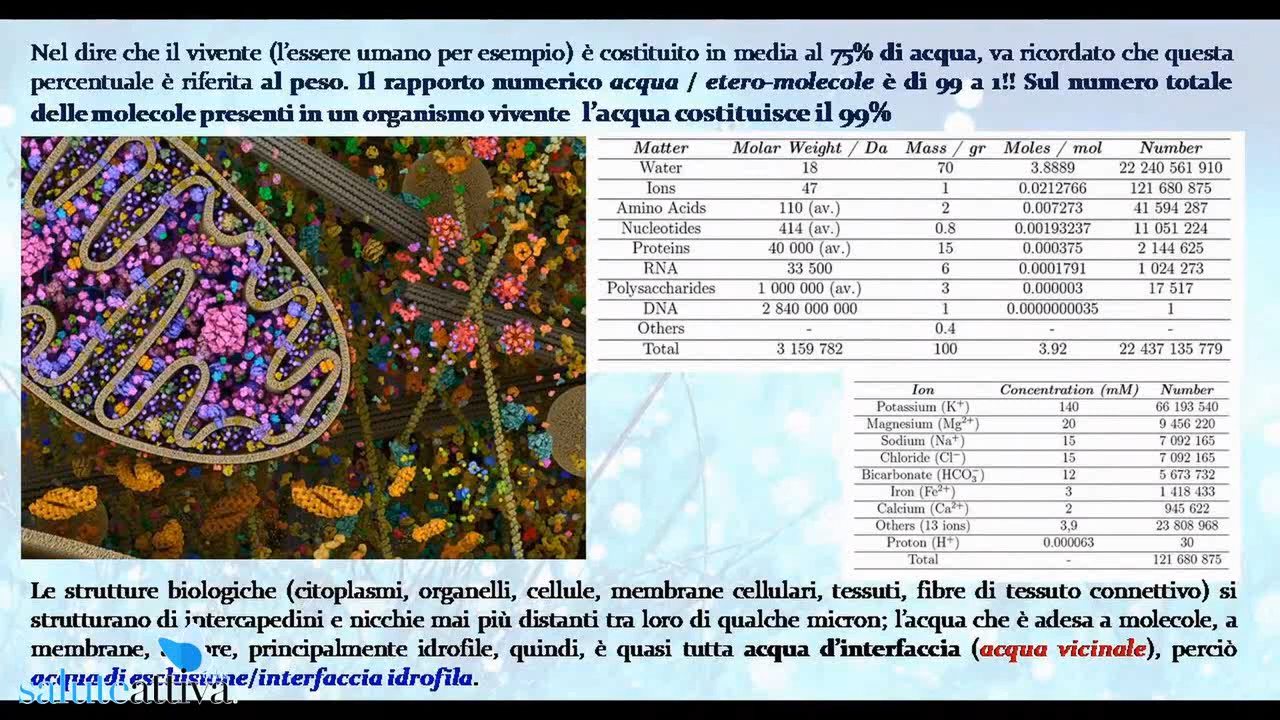 Nel dire che il vivente (l'essere umano per esempio) è costituito in media al 75% di acqua, va ricordato che questa
percentuale è riferita al peso. Il rapporto numerico acqua / etero-molecole è di 99 a 1!! Sul numero totale
delle molecole presenti in un organismo vivente l'acqua costituisce il 99%
Matter Molar Weight / Da Mass / gr Moles / mol Number
Water 18 70 3.8889 22 240 561 910
Ions 47 1 0.0212766 121 680 875
Amino Acids 110 (av.) 2 0.007273 41 594 287
Nucleotides 414 (av.) 0.8 0.00193237 11 051 224
Proteins 40 000 (av.) 15 0.000375 2 144 625
RNA 33 500 6 0.0001791 1 024 273
Polysaccharides 1 000 000 (av.) 3 0.000003 17 517
DNA 2 840 000 000 1 0.0000000035 1
Others - 0.4 - -
Total 3 159 782 100 3.92 22 437 135 779
Ion Concentration (mM) Number
Potassium (K⁺) 140 66 193 540
Magnesium (Mg²⁺) 20 9 456 220
Sodium (Na⁺) 15 7 092 165
Chloride (Cl⁻) 15 7 092 165
Bicarbonate (HCO₃⁻) 12 5 673 732
Iron (Fe²⁺) 3 1 418 433
Calcium (Ca²⁺) 2 945 622
Others (13 ions) 3,9 23 808 968
Proton (H⁺) 0.000063 30
Total - 121 680 875
Le strutture biologiche (citoplasmi, organelli, cellule, membrane cellulari, tessuti, fibre di tessuto connettivo) si
strutturano di intercapedini e nicchie mai più distanti tra loro di qualche micron; l'acqua che è adesa a molecole, a
membrane, principalmente idrofile, quindi, è quasi tutta acqua d'interfaccia (acqua vicinale), perciò
acqua di esclusione/interfaccia idrofila.
saluteattiva